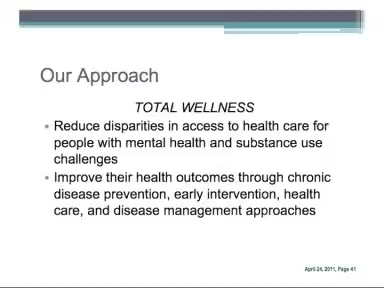 Our Approach
TOTAL WELLNESS
• Reduce disparities in access to health care for
people with mental health and substance use
challenges
• Improve their health outcomes through chronic
disease prevention, early intervention, health
care, and disease management approaches
April 24, 2011, Page 41